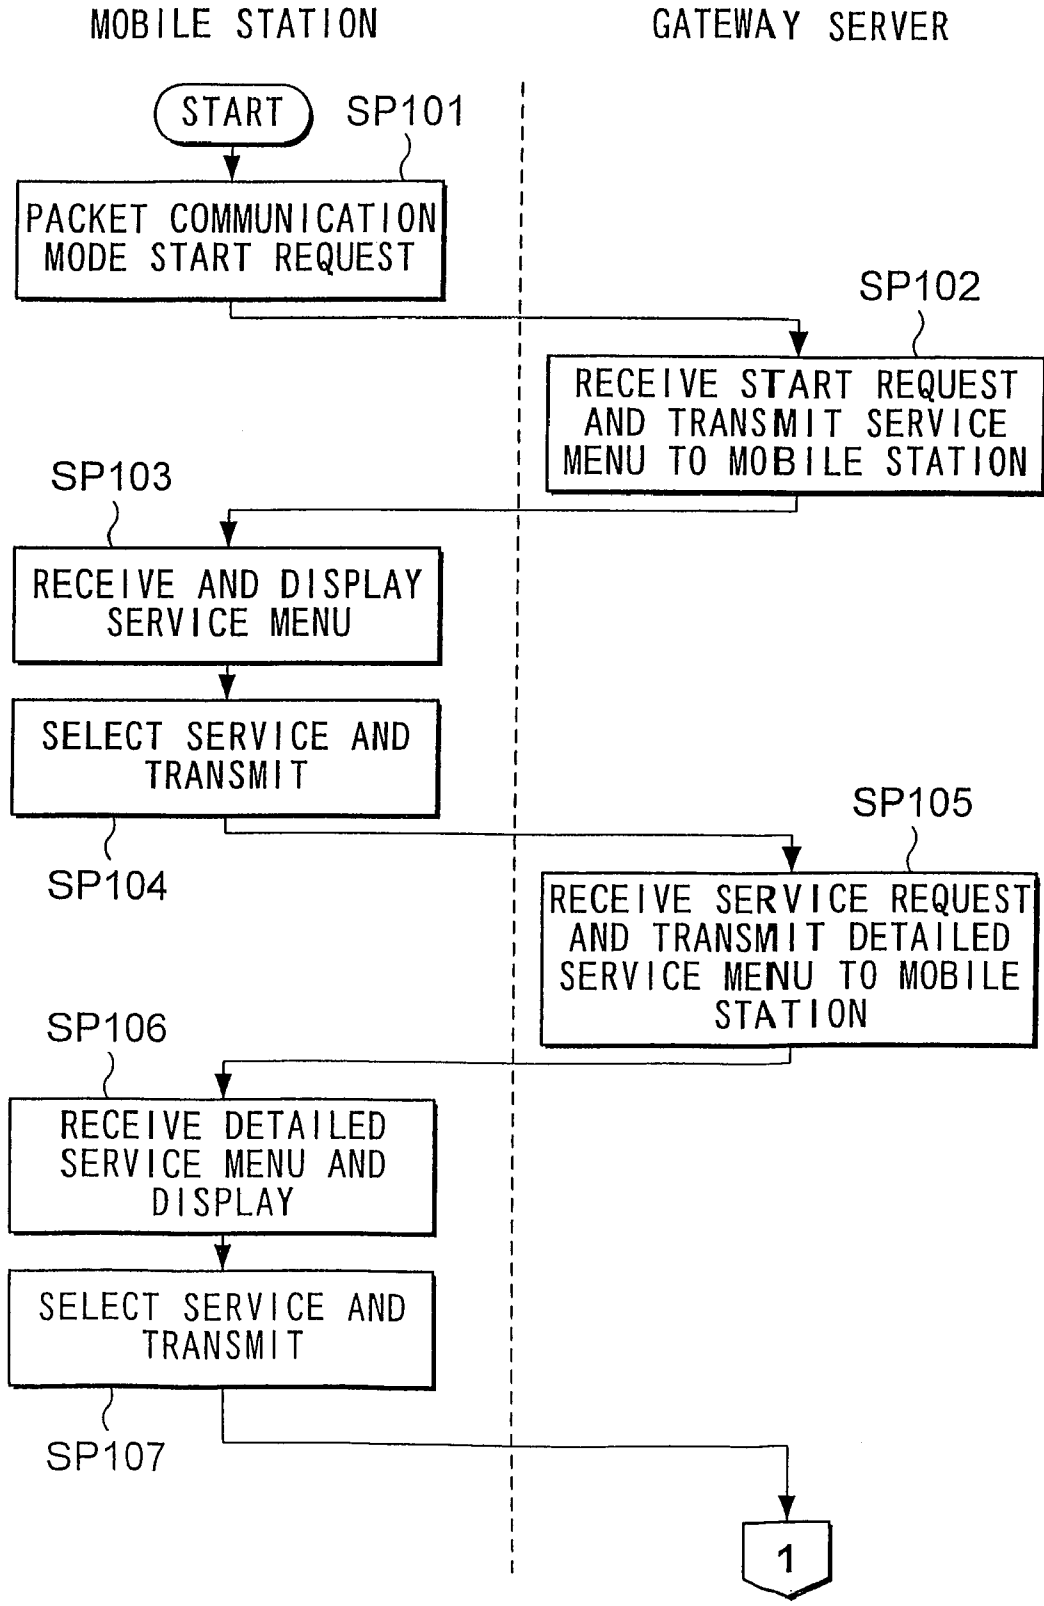 MOBILE STATION
GATEWAY SERVER
START
SP101
PACKET COMMUNICATION
MODE START REQUEST
SP102
RECEIVE START REQUEST
AND TRANSMIT SERVICE
MENU TO MOBILE STATION
SP103
RECEIVE AND DISPLAY
SERVICE MENU
SELECT SERVICE AND
TRANSMIT
SP104
SP105
RECEIVE SERVICE REQUEST
AND TRANSMIT DETAILED
SERVICE MENU TO MOBILE
STATION
SP106
RECEIVE DETAILED
SERVICE MENU AND
DISPLAY
SELECT SERVICE AND
TRANSMIT
SP107
1